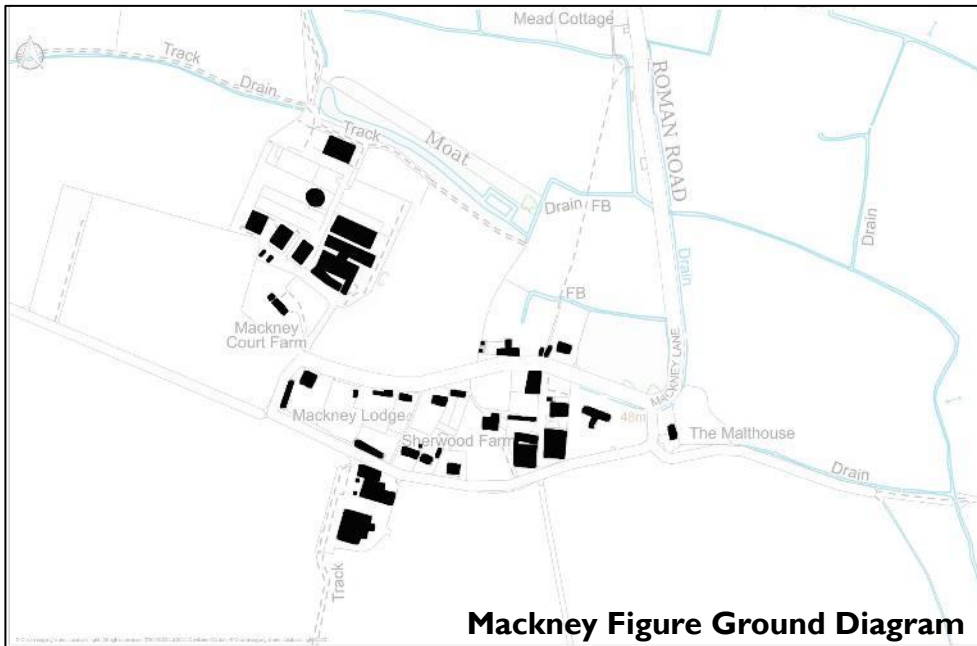 Mead Cottage
Track
Drain
ROMAN ROAD
Track
Moat
Drain
FB
Drain
Drain
FB
Mackney
Court Farm
MACKNEY LANE
Mackney Lodge
48m
Sherwood Farm
The Malthouse
Drain
Track
Mackney Figure Ground Diagram